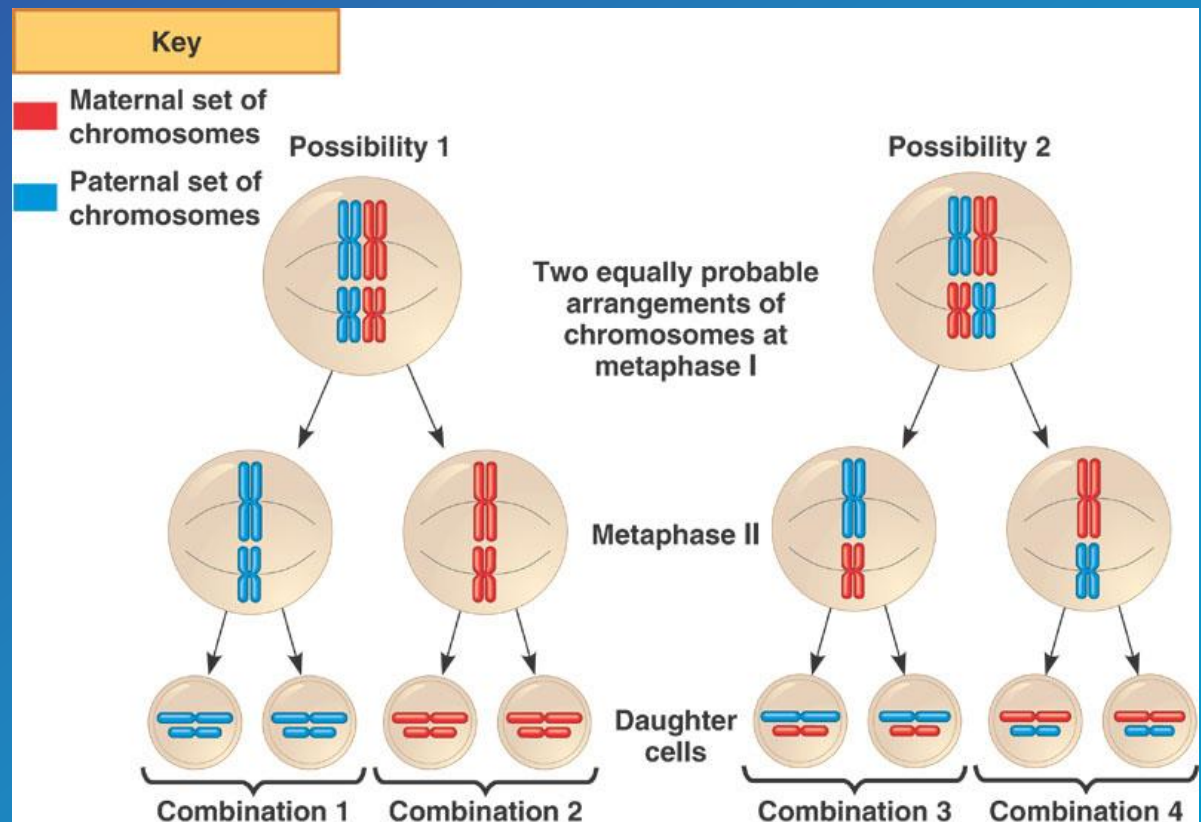 Key
Maternal set of
chromosomes
Paternal set of
chromosomes
Possibility 1
Possibility 2
Two equally probable
arrangements of
chromosomes at
metaphase I
Metaphase II
Daughter
cells
Combination 1
Combination 2
Combination 3
Combination 4